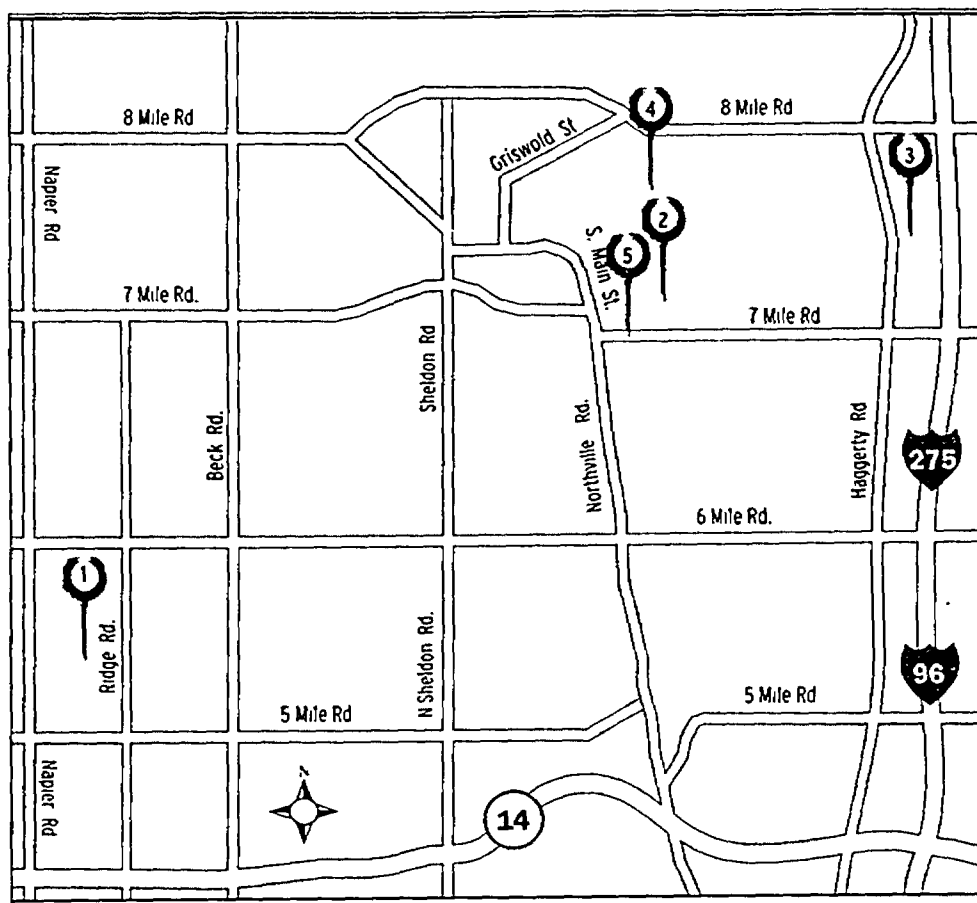 8 Mile Rd
4
8 Mile Rd
Griswold St
3
Napier Rd
2
S. Main St.
5
7 Mile Rd.
7 Mile Rd
Sheldon Rd
Beck Rd.
Northville Rd.
Haggerty Rd
275
6 Mile Rd.
1
Ridge Rd.
N Sheldon Rd.
96
5 Mile Rd
5 Mile Rd
Napier Rd
N
14